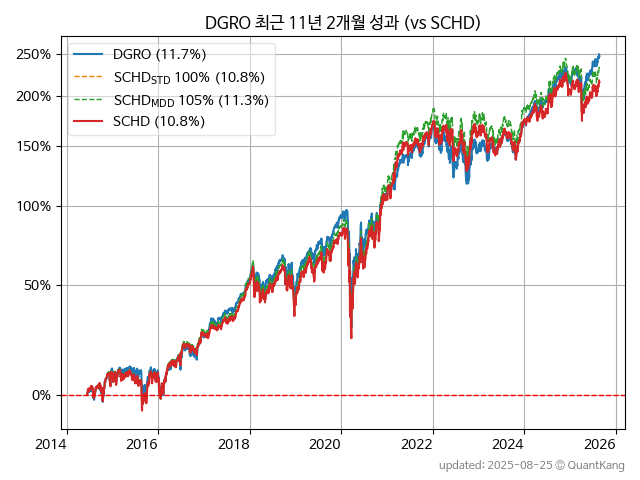 DGRO 최근 11년 2개월 성과 (vs SCHD)
DGRO (11.7%)
SCHD_STD 100% (10.8%)
SCHD_MDD 105% (11.3%)
SCHD (10.8%)
250%
200%
150%
100%
50%
0%
2014 2016 2018 2020 2022 2024 2026
updated: 2025-08-25 ⓒ QuantKang